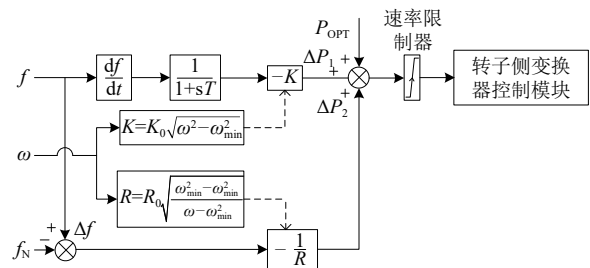 P_OPT
速率限
制器
f
df/dt
1/(1+sT)
−K
ΔP_1
+
+
转子侧变换
器控制模块
K=K_0√(ω²−ω²_min)
ΔP_2
+
ω
R=R_0√((ω²_min−ω²_min)/(ω−ω²_min))
+
Δf
f_N
−
−1/R